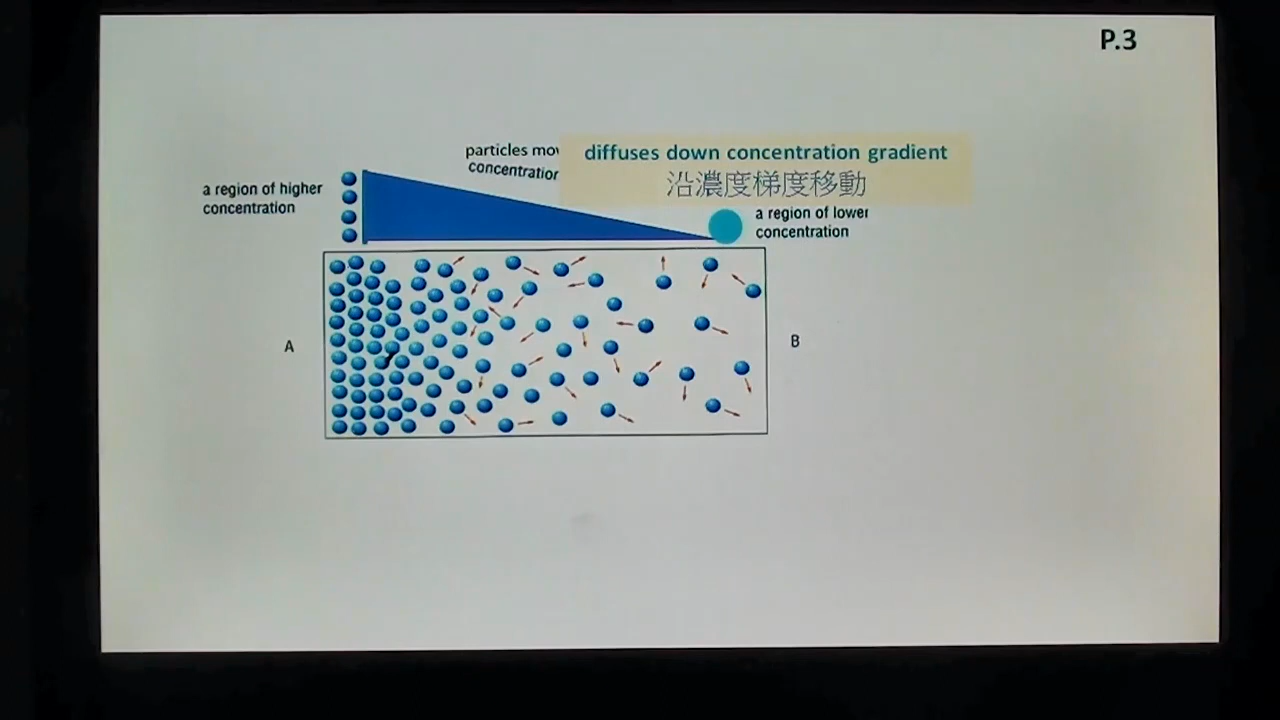 P.3
particles mov
concentration
diffuses down concentration gradient
沿濃度梯度移動
a region of higher
concentration
a region of lower
concentration
A
B